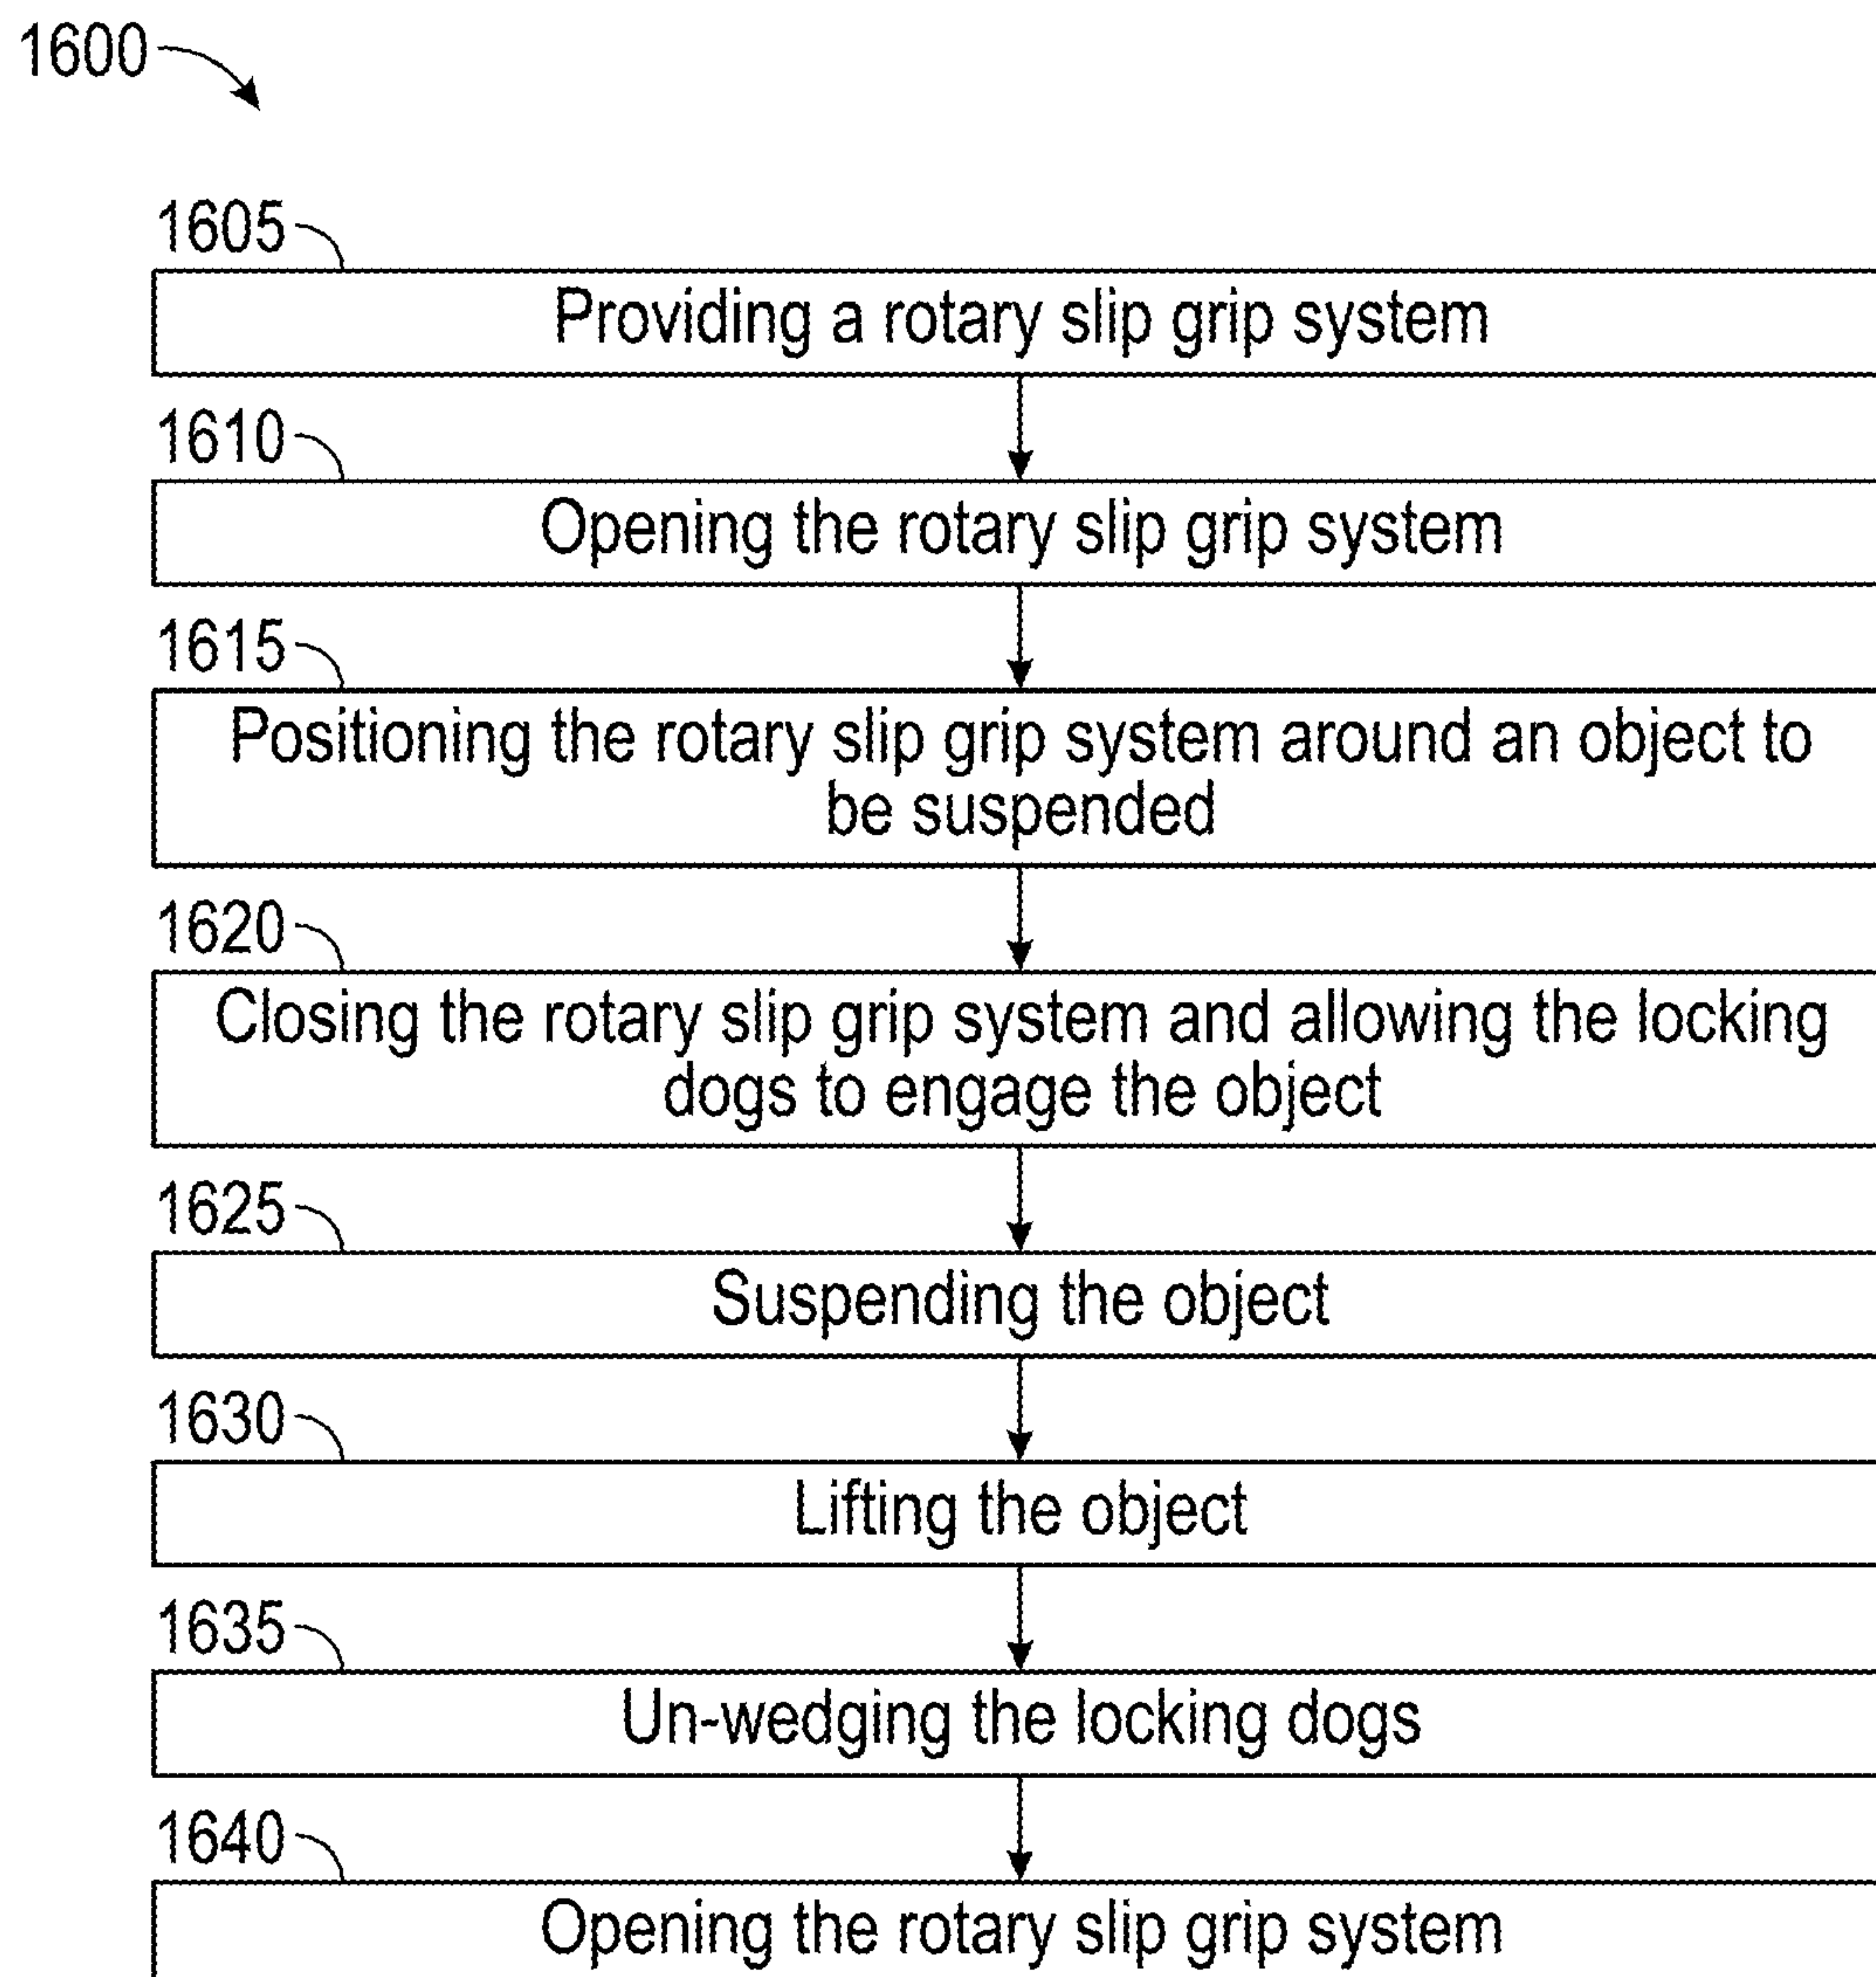 1600
1605
Providing a rotary slip grip system
1610
Opening the rotary slip grip system
1615
Positioning the rotary slip grip system around an object to
be suspended
1620
Closing the rotary slip grip system and allowing the locking
dogs to engage the object
1625
Suspending the object
1630
Lifting the object
1635
Un-wedging the locking dogs
1640
Opening the rotary slip grip system